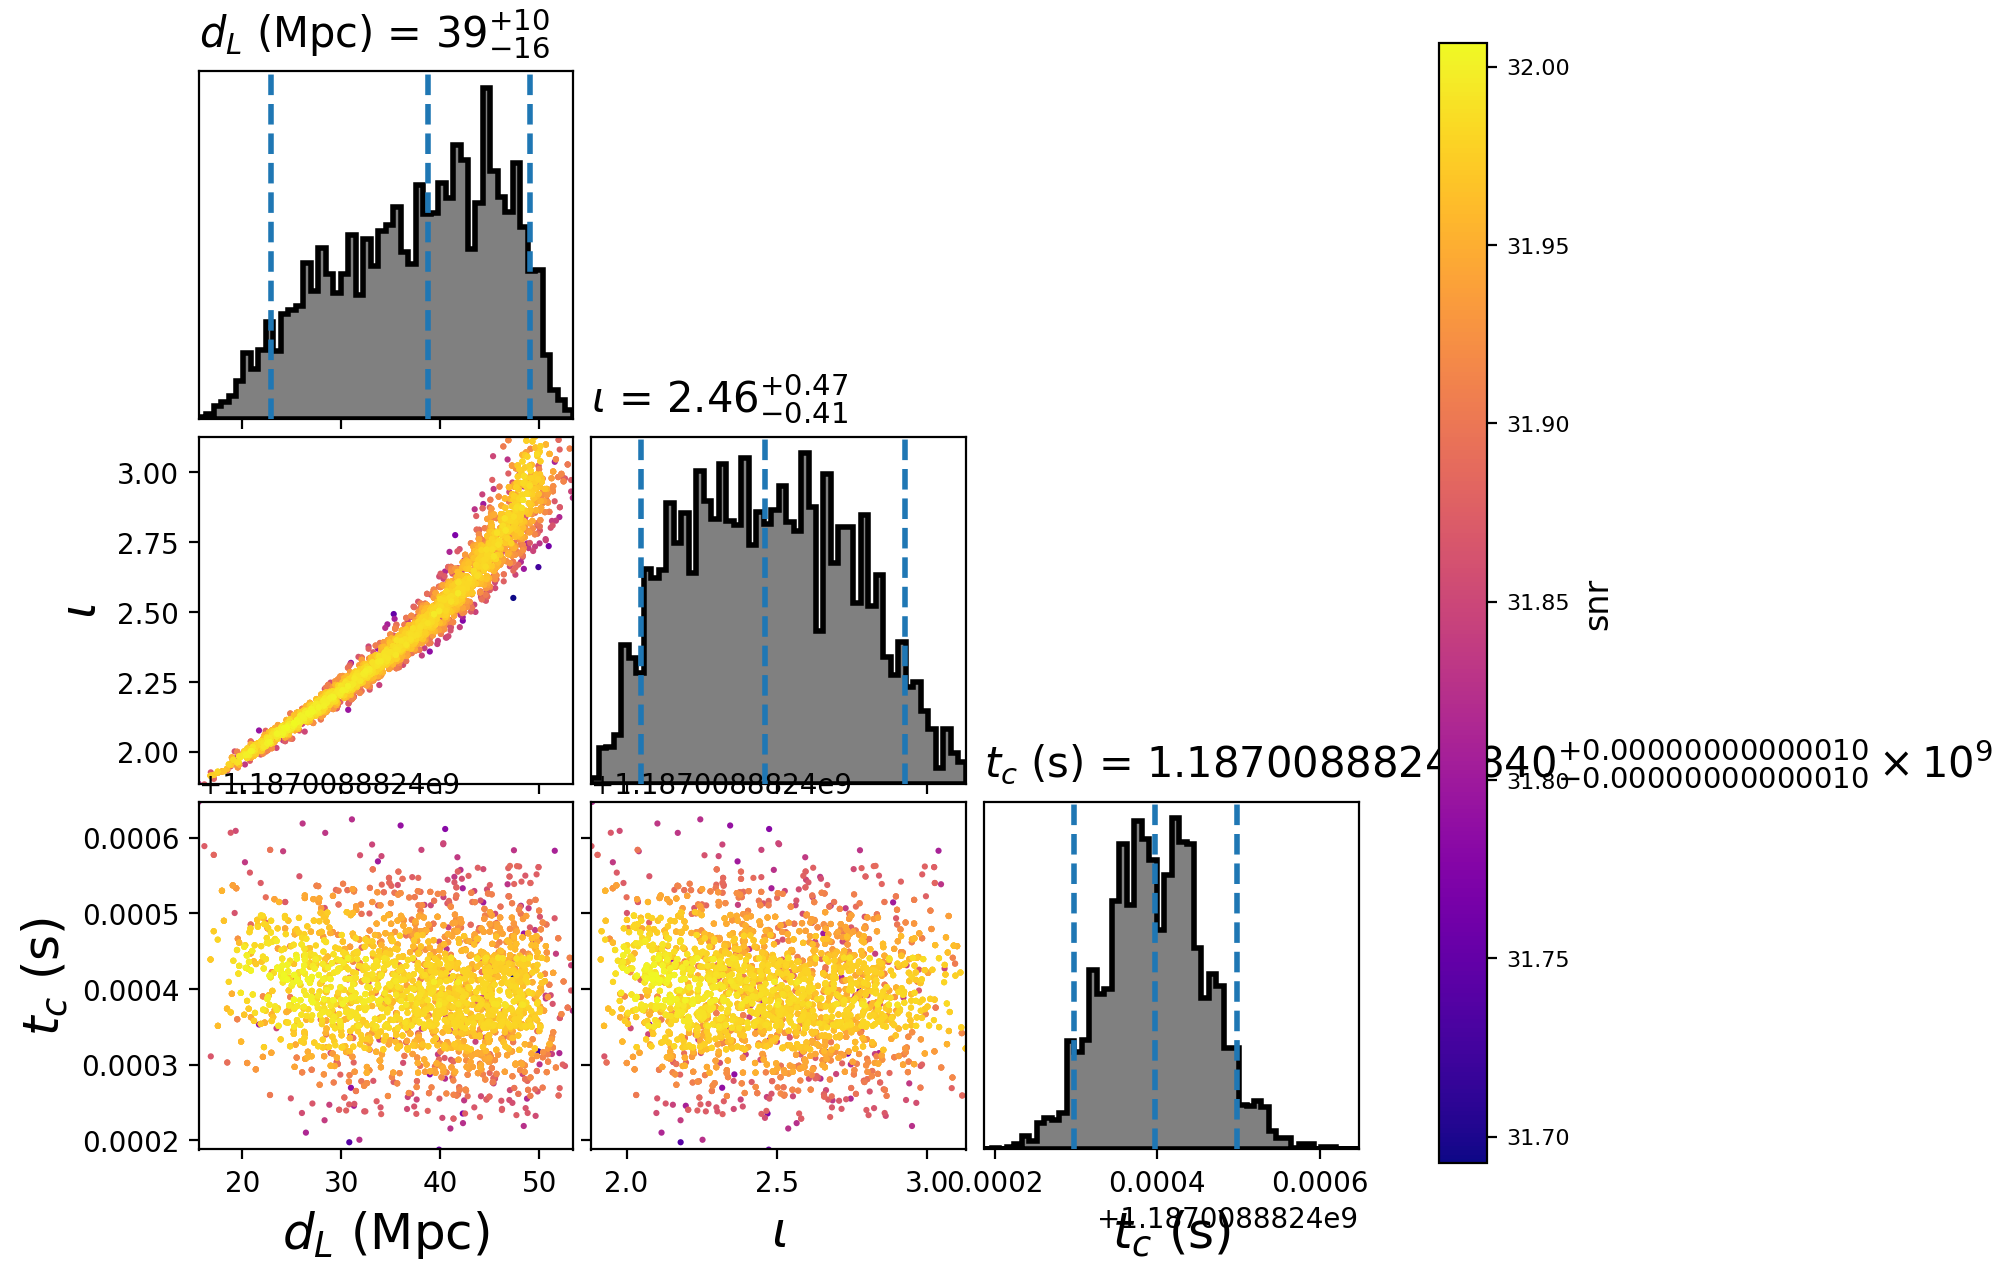 d_L (Mpc) = 39^{+10}_{-16}
32.00
31.95
ι = 2.46^{+0.47}_{-0.41}
31.90
3.00
2.75
2.50
2.25
2.00
ι
31.85
snr
t_c (s) = 1.18700888824 840^{+0.00000000000010}_{-0.00000000000010} × 10^9
31.80
+1.1870088824e9
+1.1870088824e9
0.0006
0.0005
0.0004
0.0003
0.0002
t_c (s)
31.75
31.70
20 30 40 50
2.0 2.5 3.0
0.0002 0.0004 0.0006
+1.1870088824e9
d_L (Mpc)
ι
t_c (s)